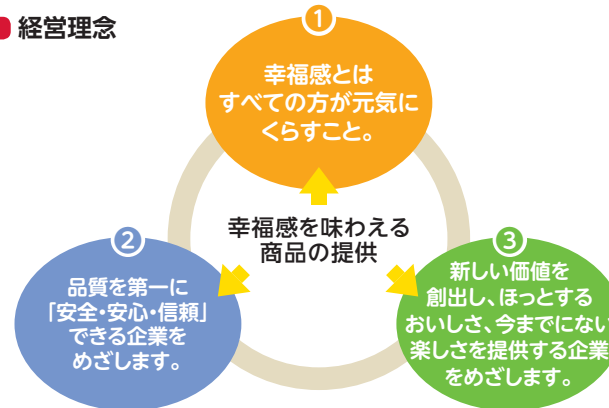 経営理念
①
幸福感とは
すべての方が元気に
くらすこと。
幸福感を味わえる
商品の提供
②
品質を第一に
「安全・安心・信頼」
できる企業を
めざします。
③
新しい価値を
創出し、ほっとする
おいしさ、今までにない
楽しさを提供する企業
をめざします。